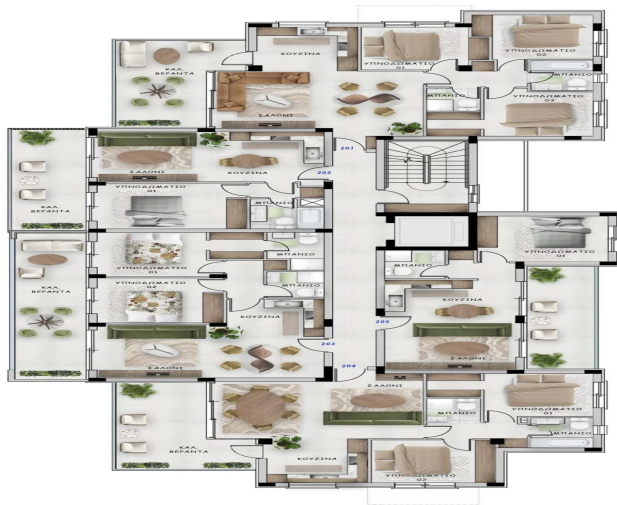 ΚΟΥΖΙΝΑ
ΥΠΝΟΔΩΜΑΤΙΟ
01
ΥΠΝΟΔΩΜΑΤΙΟ
02
ΚΑΛ.
ΒΕΡΑΝΤΑ
ΜΠΑΝΙΟ
ΜΠΑΝΙΟ
ΥΠΝΟΔΩΜΑΤΙΟ
03
ΣΑΛΟΝΙ
201
ΣΑΛΟΝΙ
ΚΟΥΖΙΝΑ
202
ΚΑΛ.
ΒΕΡΑΝΤΑ
ΥΠΝΟΔΩΜΑΤΙΟ
01
ΜΠΑΝΙΟ
ΥΠΝΟΔΩΜΑΤΙΟ
01
ΜΠΑΝΙΟ
ΜΠΑΝΙΟ
ΥΠΝΟΔΩΜΑΤΙΟ
01
ΥΠΝΟΔΩΜΑΤΙΟ
02
ΜΠΑΝΙΟ
ΚΑΛ.
ΒΕΡΑΝΤΑ
ΚΟΥΖΙΝΑ
ΚΟΥΖΙΝΑ
205
ΣΑΛΟΝΙ
203
ΣΑΛΟΝΙ
204
ΣΑΛΟΝΙ
ΥΠΝΟΔΩΜΑΤΙΟ
01
ΜΠΑΝΙΟ
ΜΠΑΝΙΟ
ΚΑΛ.
ΒΕΡΑΝΤΑ
ΚΟΥΖΙΝΑ
ΥΠΝΟΔΩΜΑΤΙΟ
02